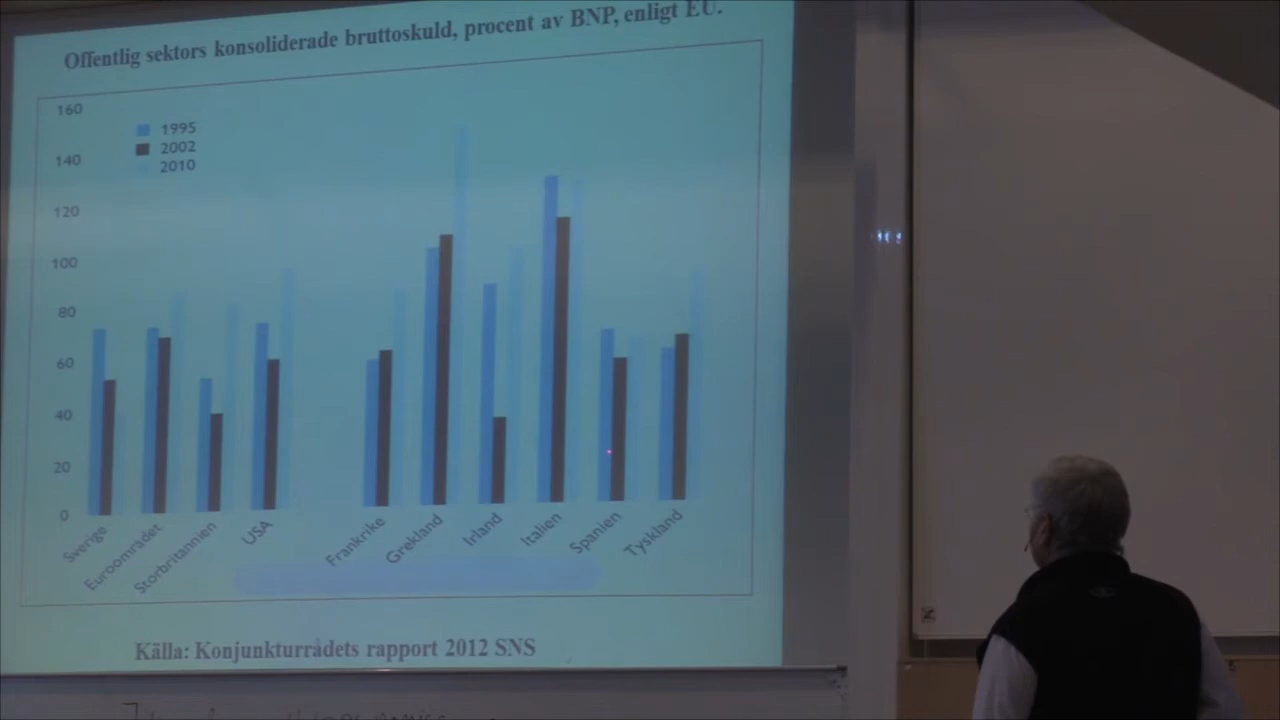 Offentlig sektors konsoliderade bruttoskuld, procent av BNP, enligt EU.
160
140
120
100
80
60
40
20
0
1995
2002
2010
Sverige
Euroområdet
Storbritannien
USA
Frankrike
Grekland
Irland
Italien
Spanien
Tyskland
Källa: Konjunkturrådets rapport 2012 SNS